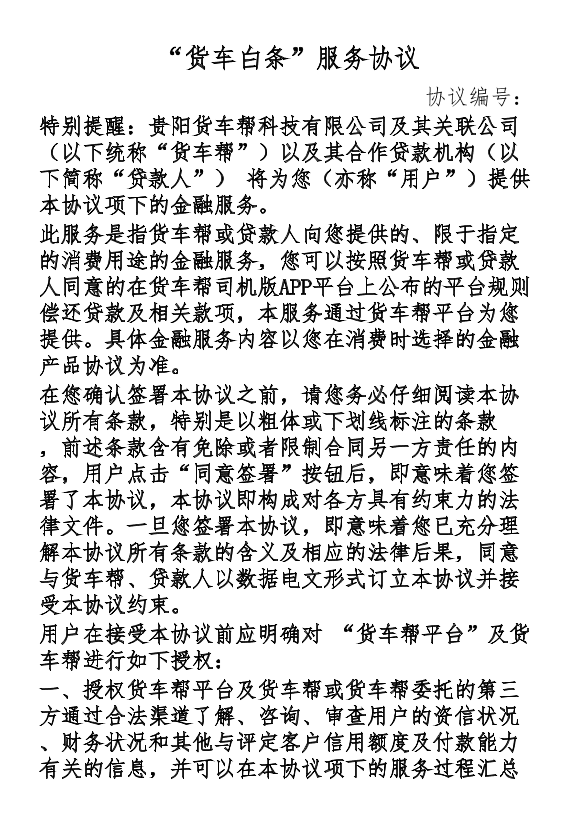 “货车白条”服务协议
协议编号：
特别提醒：贵阳货车帮科技有限公司及其关联公司
（以下统称“货车帮”）以及其合作贷款机构（以
下简称“贷款人”） 将为您（亦称“用户”）提供
本协议项下的金融服务。
此服务是指货车帮或贷款人向您提供的、限于指定
的消费用途的金融服务，您可以按照货车帮或贷款
人同意的在货车帮司机版APP平台上公布的平台规则
偿还贷款及相关款项，本服务通过货车帮平台为您
提供。具体金融服务内容以您在消费时选择的金融
产品协议为准。
在您确认签署本协议之前，请您务必仔细阅读本协
议所有条款，特别是以粗体或下划线标注的条款
，前述条款含有免除或者限制合同另一方责任的内
容，用户点击“同意签署”按钮后，即意味着您签
署了本协议，本协议即构成对各方具有约束力的法
律文件。一旦您签署本协议，即意味着您已充分理
解本协议所有条款的含义及相应的法律后果，同意
与货车帮、贷款人以数据电文形式订立本协议并接
受本协议约束。
用户在接受本协议前应明确对 “货车帮平台”及货
车帮进行如下授权：
一、授权货车帮平台及货车帮或货车帮委托的第三
方通过合法渠道了解、咨询、审查用户的资信状况
、财务状况和其他与评定客户信用额度及付款能力
有关的信息，并可以在本协议项下的服务过程汇总